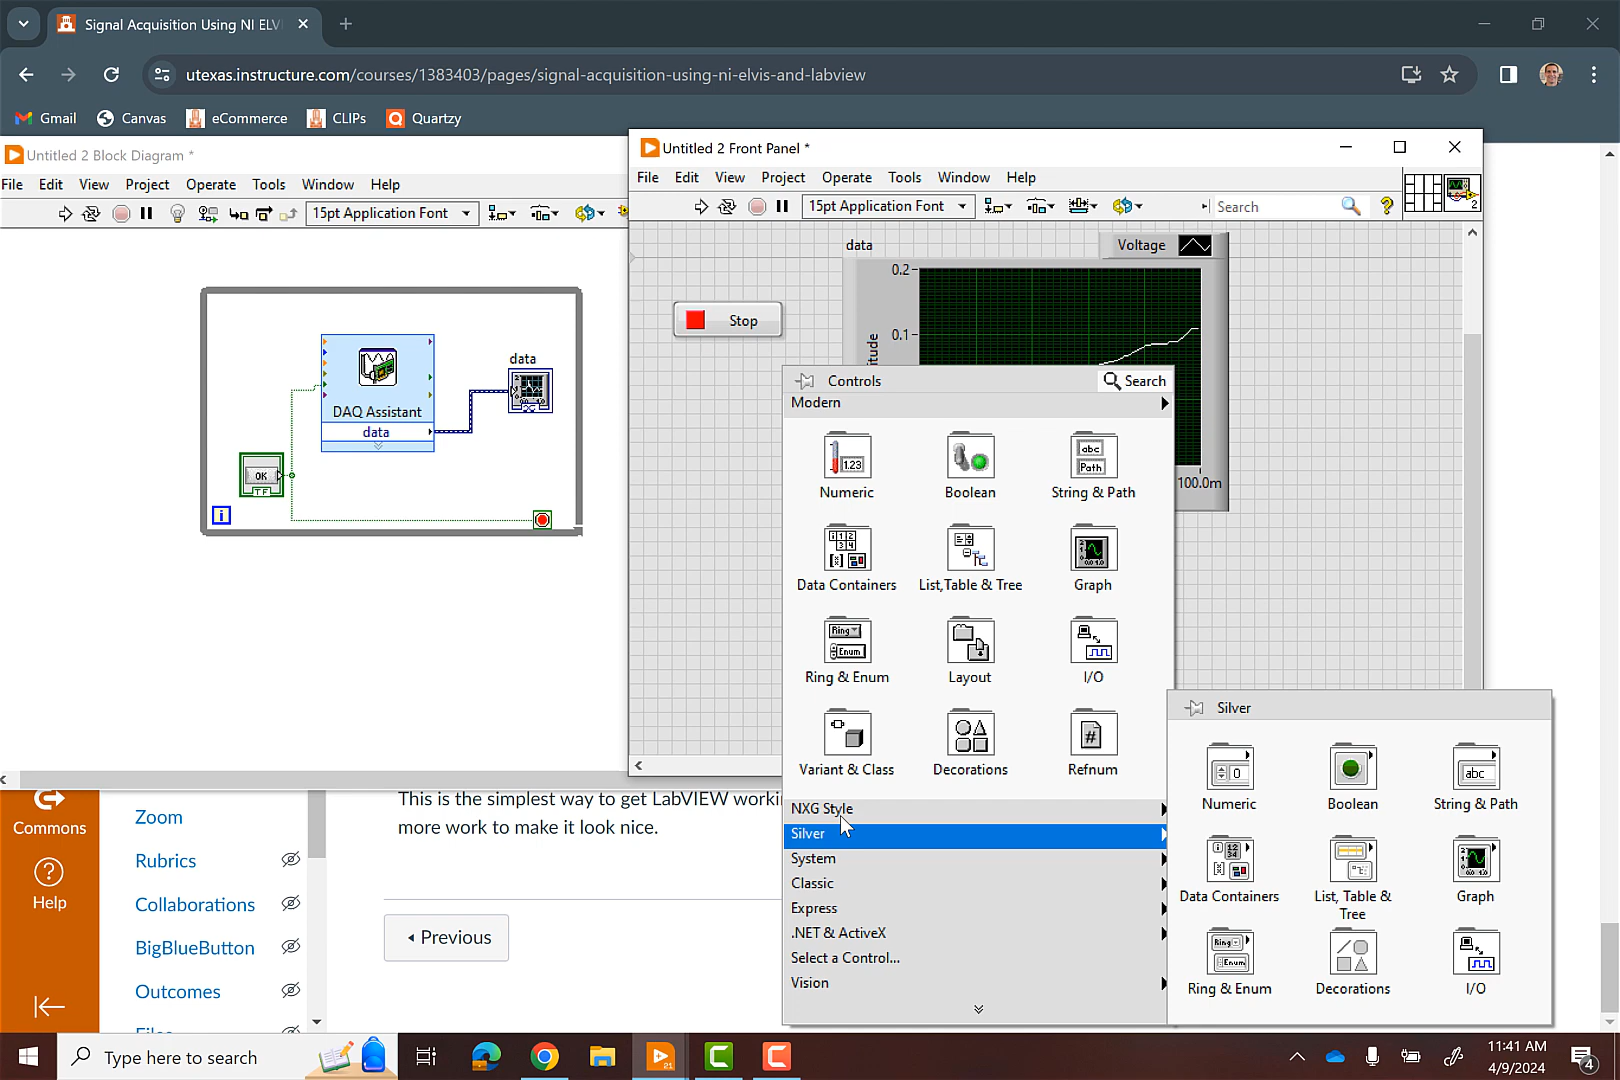 Signal Acquisition Using NI ELV
utexas.instructure.com/courses/1383403/pages/signal-acquisition-using-ni-elvis-and-labview
Gmail Canvas eCommerce CLIPs Quartzy
Untitled 2 Block Diagram *
File Edit View Project Operate Tools Window Help
15pt Application Font
data
DAQ Assistant
data
OK
TF
i
Untitled 2 Front Panel *
File Edit View Project Operate Tools Window Help
15pt Application Font
Search
2
data
Voltage
0.2
0.1
Stop
100.0m
Controls
Search
Modern
Numeric Boolean String & Path
Data Containers List,Table & Tree Graph
Ring & Enum Layout I/O
Variant & Class Decorations Refnum
NXG Style
Silver
System
Classic
Express
.NET & ActiveX
Select a Control...
Vision
Silver
Numeric Boolean String & Path
Data Containers List, Table & Tree Graph
Ring & Enum Decorations I/O
Commons
Help
Zoom
Rubrics
Collaborations
BigBlueButton
Outcomes
This is the simplest way to get LabVIEW worki
more work to make it look nice.
Previous
Type here to search
11:41 AM
4/9/2024
4